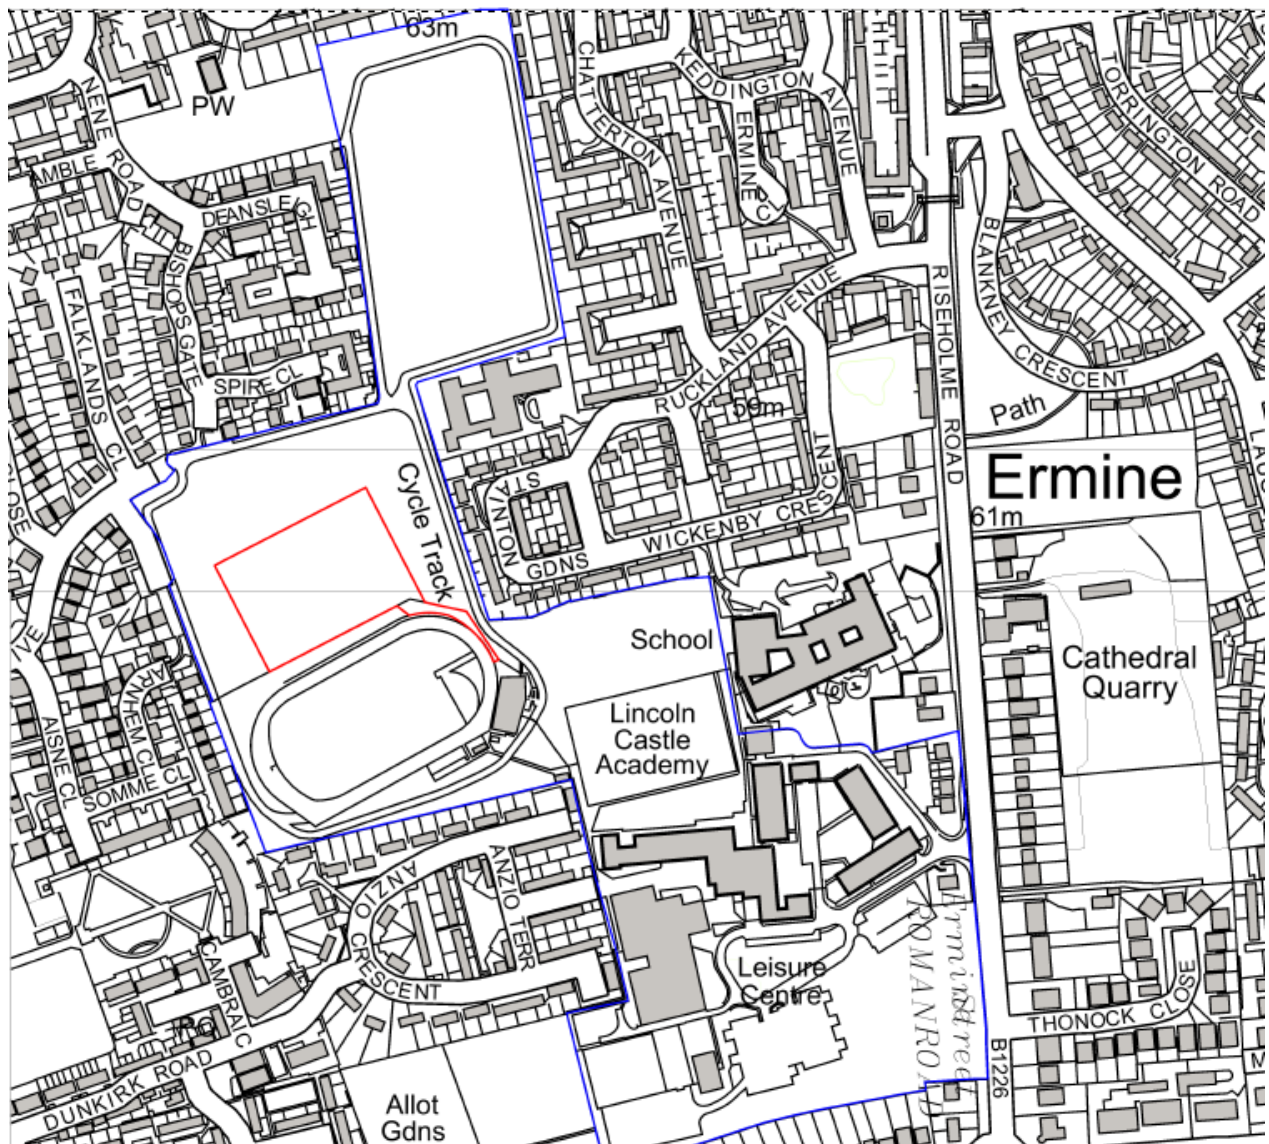 63m
CHATTERTON AVENUE
KEDDINGTON AVENUE
TORRINGTON ROAD
NENE ROAD
PW
ERMINE C
AMBLE
DEANSLEIGH
BISHOPS GATE
BLANKNEY CRESCENT
RISEHOLME ROAD
FALKLANDS CL
SPIRE CL
RUCKLAND AVENUE
59m
Path
Cycle Track
Ermine
61m
STAINTON GDNS
WICKENBY CRESCENT
OSE
VE
School
Cathedral
Quarry
ARNHEM CL
AISNE CL
SOMME CL
Lincoln
Castle
Academy
ANZIO CRESCENT
ANZIO TERR
Ermine Street
ROMAN ROAD
CAMBRAI C
Leisure
Centre
THONOCK CLOSE
B1226
DUNKIRK ROAD
Allot
Gdns
M